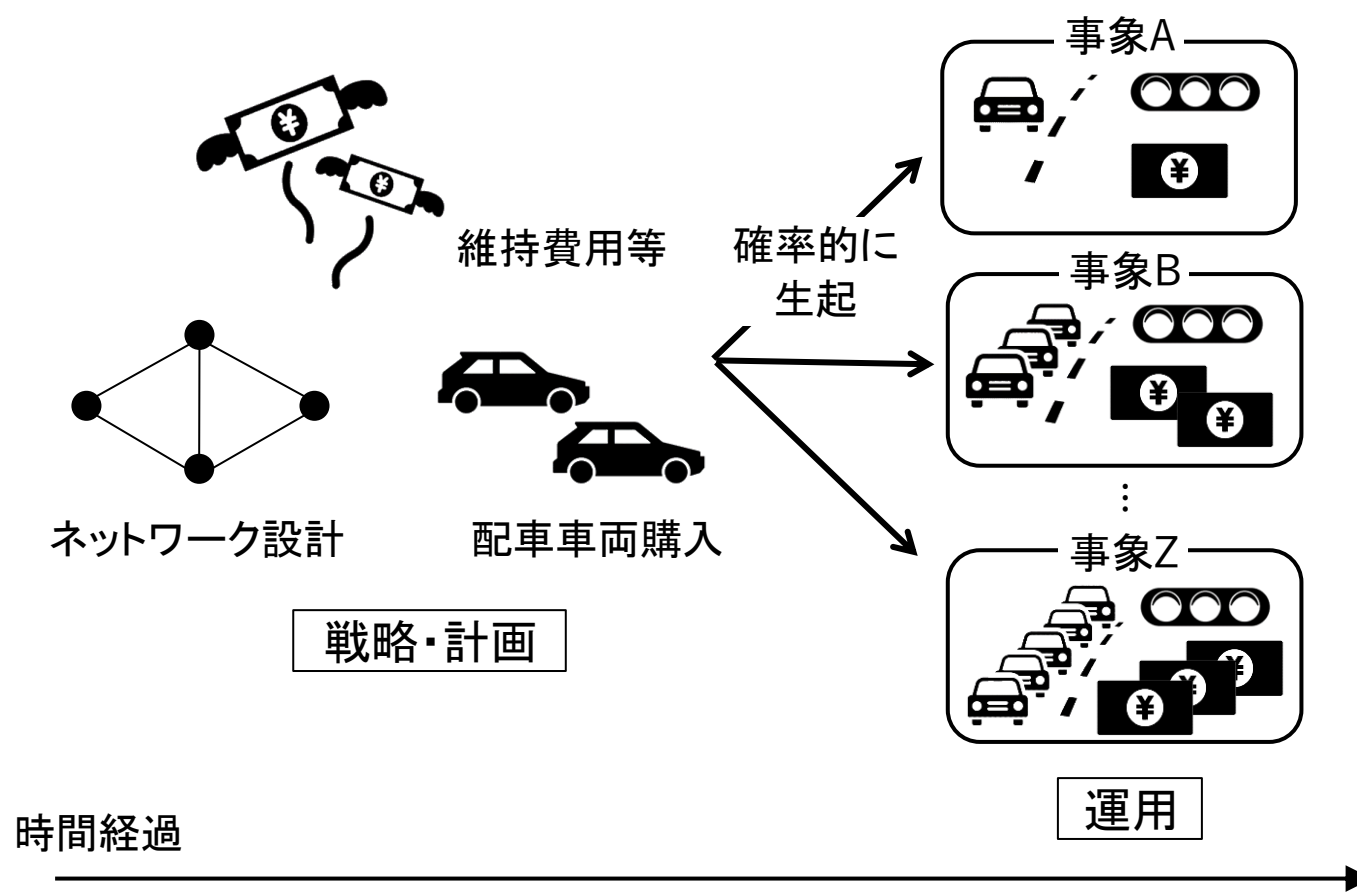 維持費用等
ネットワーク設計
配車車両購入
戦略・計画
確率的に
生起
事象A
¥
事象B
¥
¥
⋮
事象Z
¥
¥
¥
運用
時間経過
¥
¥